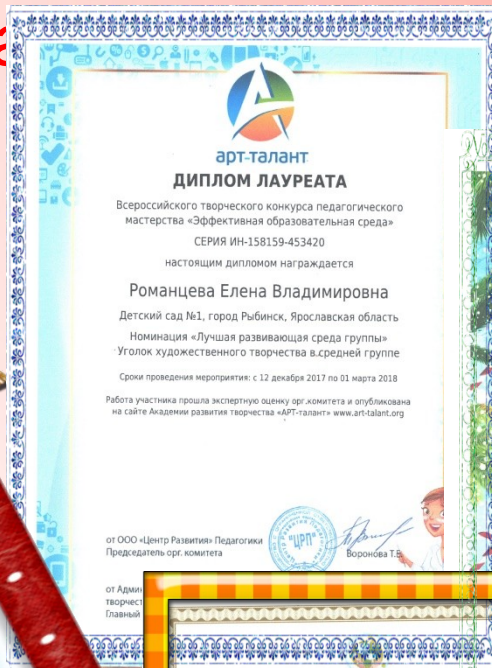 арт-талант
ДИПЛОМ ЛАУРЕАТА
Всероссийского творческого конкурса педагогического
мастерства «Эффективная образовательная среда»
СЕРИЯ ИН-158159-453420
настоящим дипломом награждается
Романцева Елена Владимировна
Детский сад №1, город Рыбинск, Ярославская область
Номинация «Лучшая развивающая среда группы»
Уголок художественного творчества в.средней группе
Сроки проведения мероприятия: с 12 декабря 2017 по 01 марта 2018
Работа участника прошла экспертную оценку орг.комитета и опубликована
на сайте Академии развития творчества «АРТ-талант» www.art-talant.org
от ООО «Центр Развития» Педагогики
Председатель орг. комитета
"ЦРП"
Воронова Т.В.
от
творчест
Главный